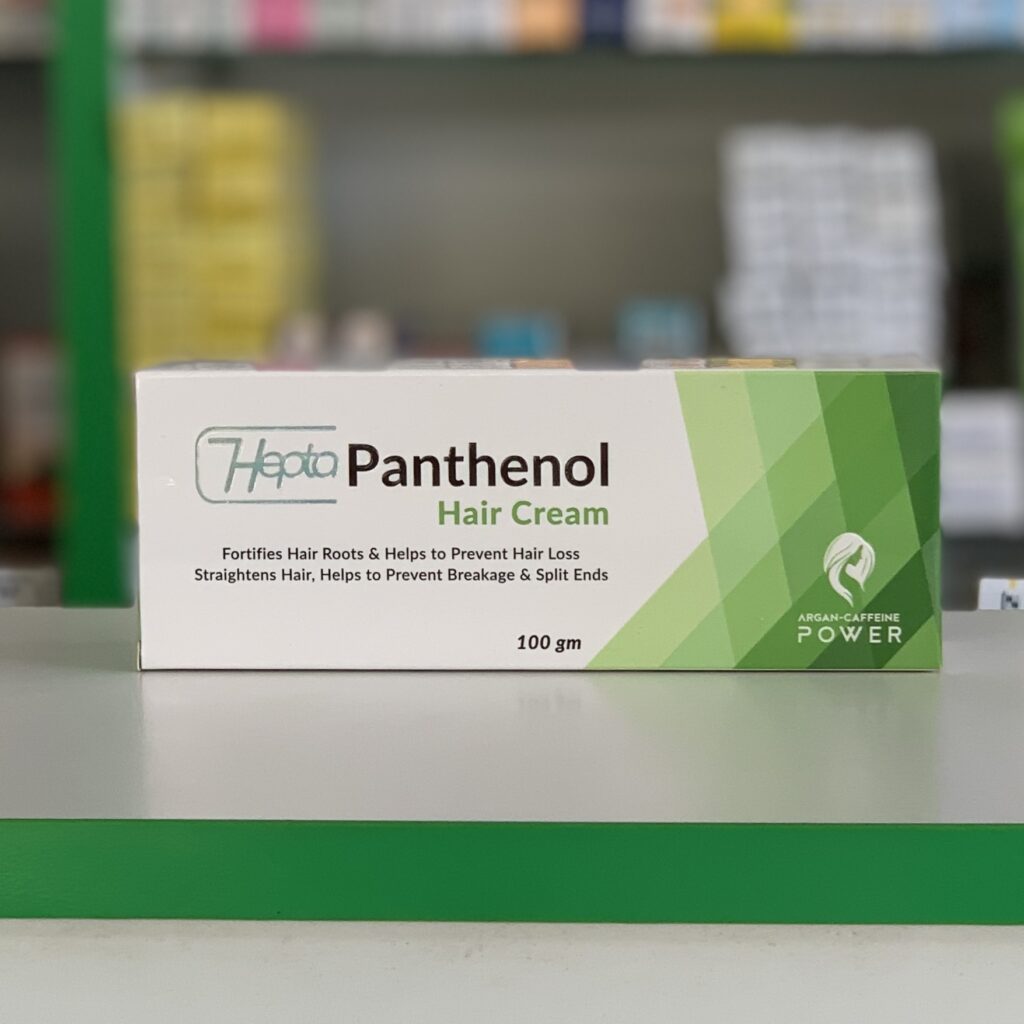 Hepta Panthenol
Hair Cream
Fortifies Hair Roots & Helps to Prevent Hair Loss
Straightens Hair, Helps to Prevent Breakage & Split Ends
100 gm
ARGAN-CAFFEINE
POWER